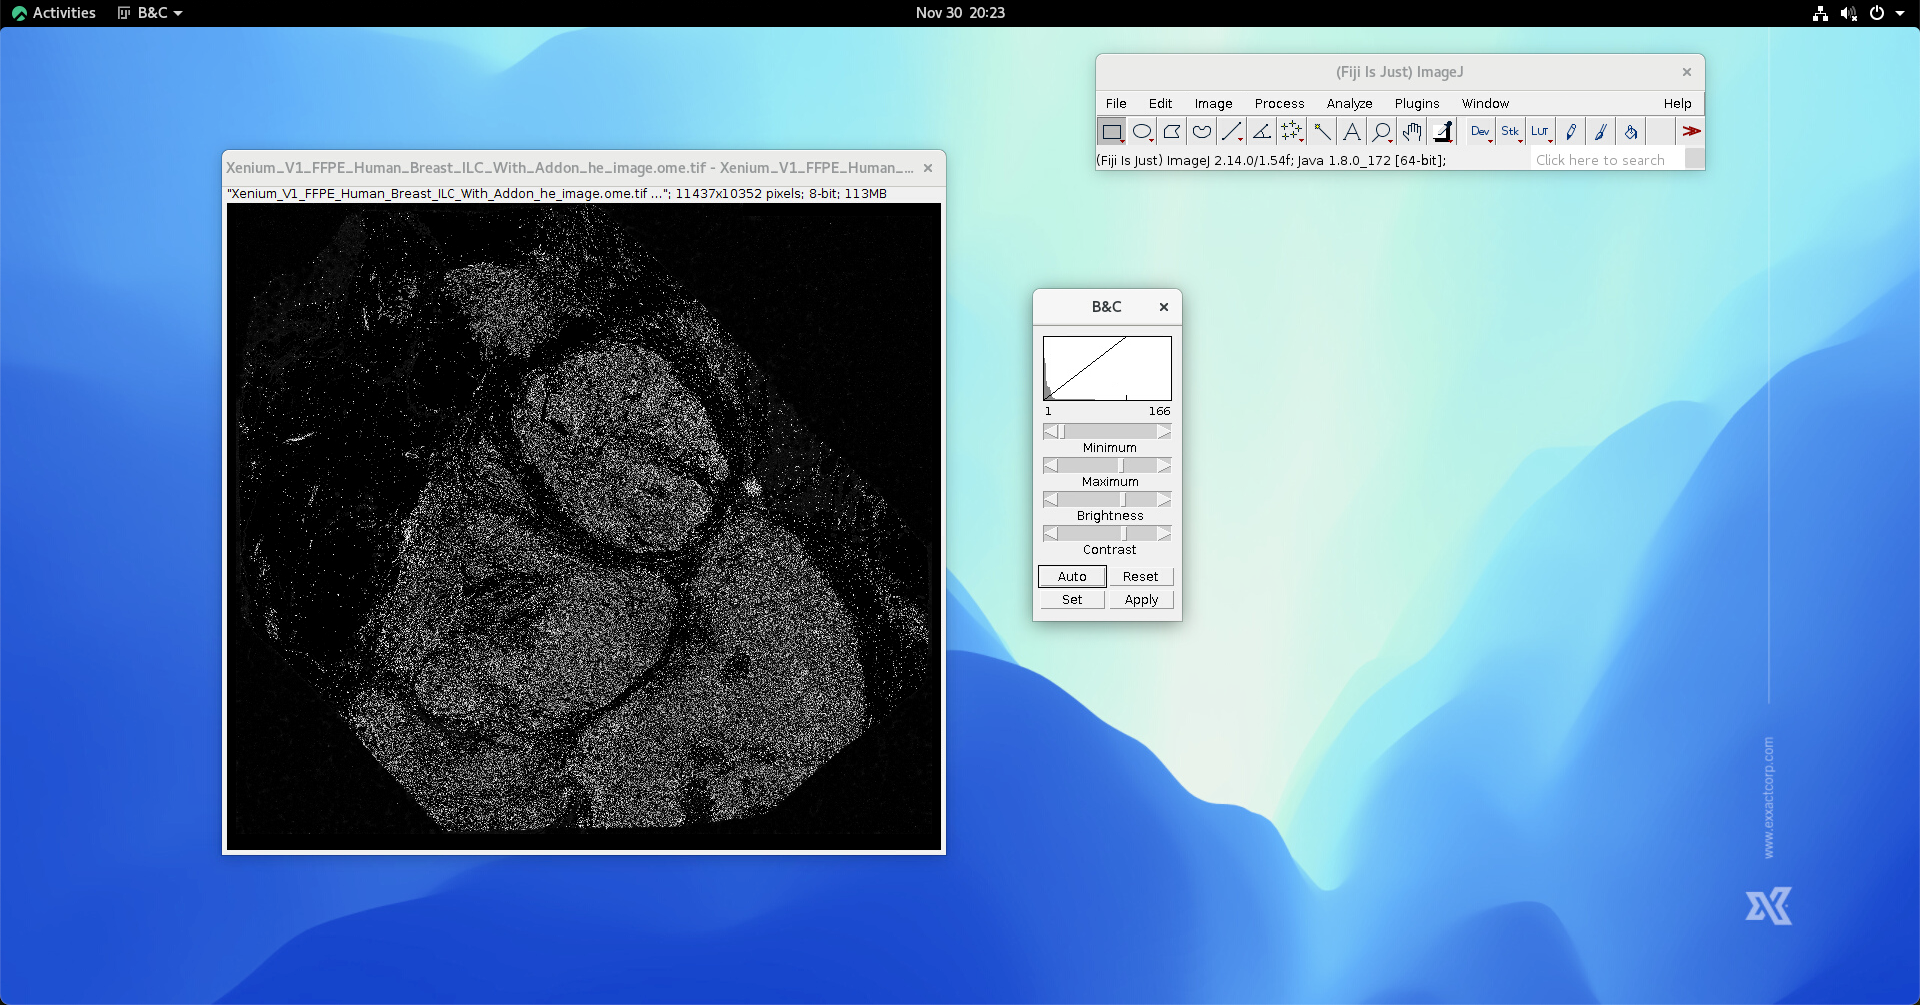 Activities B&C Nov 30 20:23
(Fiji Is Just) ImageJ
File Edit Image Process Analyze Plugins Window Help
Dev Stk LUT
(Fiji Is Just) ImageJ 2.14.0/1.54f; Java 1.8.0_172 [64-bit]; Click here to search
Xenium_V1_FFPE_Human_Breast_ILC_With_Addon_he_image.ome.tif - Xenium_V1_FFPE_Human_...
"Xenium_V1_FFPE_Human_Breast_ILC_With_Addon_he_image.ome.tif ..."; 11437x10352 pixels; 8-bit; 113MB
B&C
1 166
Minimum
Maximum
Brightness
Contrast
Auto Reset
Set Apply
www.exxactcorp.com